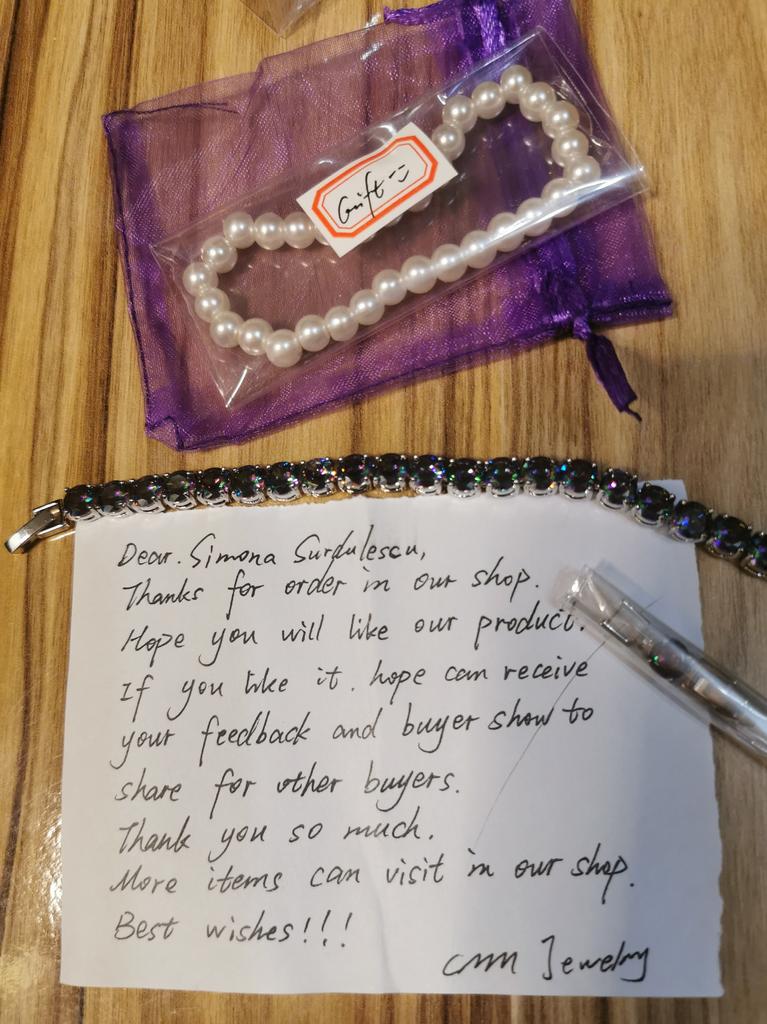 Gift
Dear. Simona Surdulescu,
Thanks for order in our shop.
Hope you will like our product.
If you like it. hope can receive
your feedback and buyer show to
share for other buyers.
Thank you so much.
More items can visit in our shop.
Best wishes!!!
Jewelry